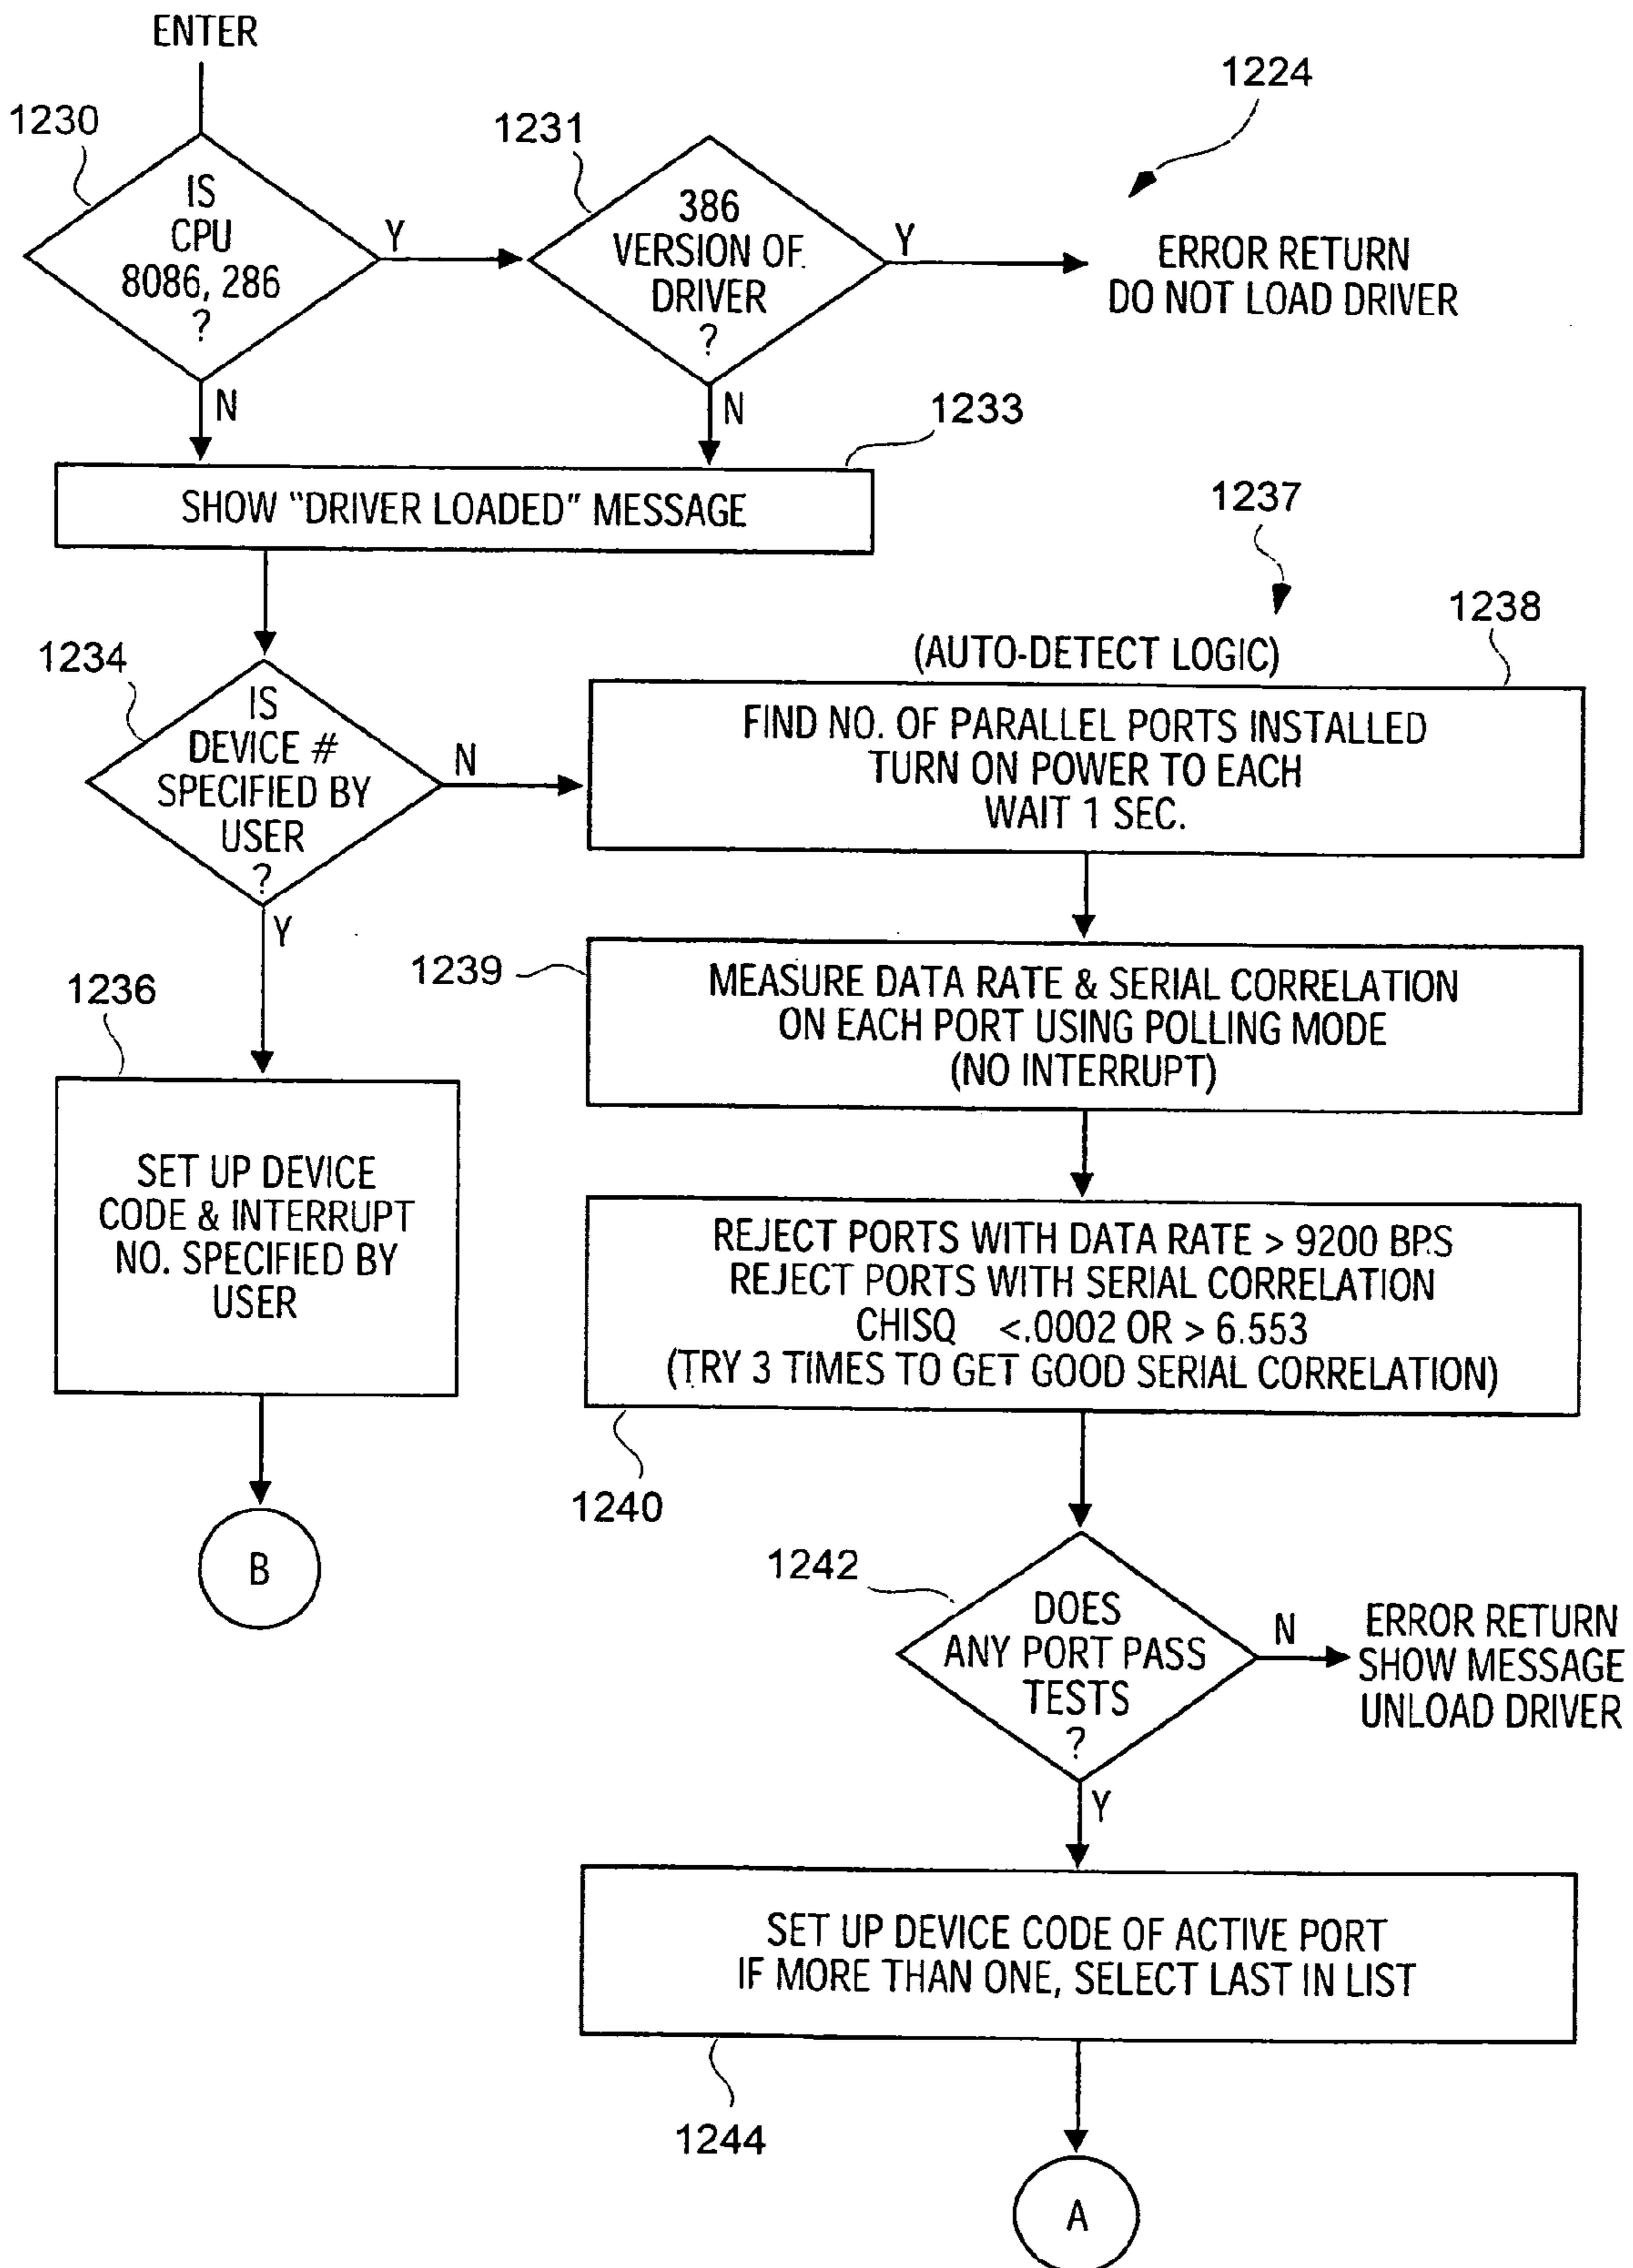 ENTER
1224
1230
1231
IS
CPU
8086, 286
?
Y
386
VERSION OF
DRIVER
?
Y
ERROR RETURN
DO NOT LOAD DRIVER
N
N
1233
SHOW "DRIVER LOADED" MESSAGE
1237
1234
1238
(AUTO-DETECT LOGIC)
IS
DEVICE #
SPECIFIED BY
USER
?
N
FIND NO. OF PARALLEL PORTS INSTALLED
TURN ON POWER TO EACH
WAIT 1 SEC.
Y
1236
1239
MEASURE DATA RATE & SERIAL CORRELATION
ON EACH PORT USING POLLING MODE
(NO INTERRUPT)
SET UP DEVICE
CODE & INTERRUPT
NO. SPECIFIED BY
USER
REJECT PORTS WITH DATA RATE > 9200 BPS
REJECT PORTS WITH SERIAL CORRELATION
CHISQ <.0002 OR > 6.553
(TRY 3 TIMES TO GET GOOD SERIAL CORRELATION)
1240
B
1242
DOES
ANY PORT PASS
TESTS
?
N
ERROR RETURN
SHOW MESSAGE
UNLOAD DRIVER
Y
SET UP DEVICE CODE OF ACTIVE PORT
IF MORE THAN ONE, SELECT LAST IN LIST
1244
A